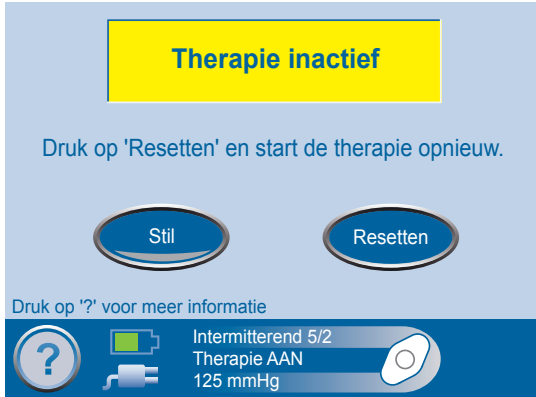 Therapie inactief
Druk op 'Resetten' en start de therapie opnieuw.
Stil
Resetten
Druk op '?' voor meer informatie
?
Intermitterend 5/2
Therapie AAN
125 mmHg